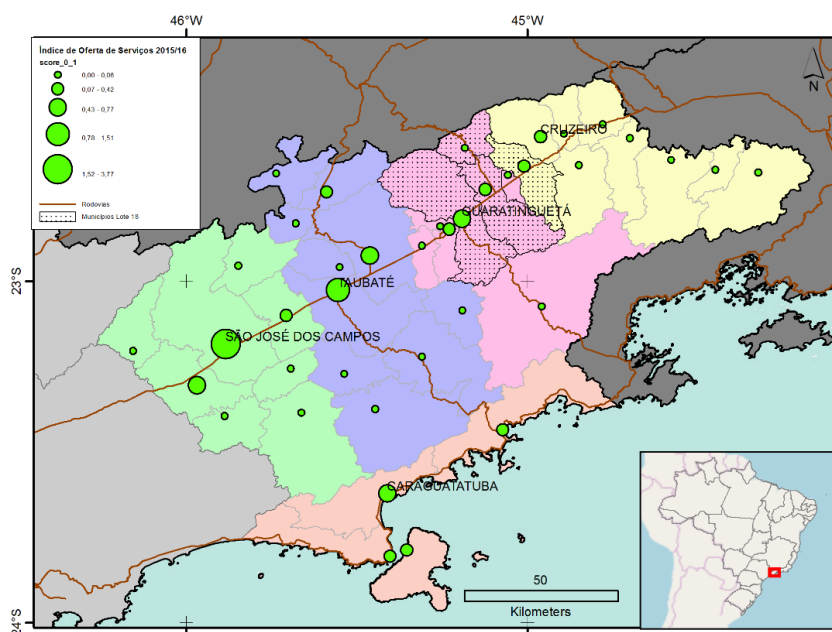 46°W
45°W
Índice de Oferta de Serviços 2015/16
score_0_1
0,00 - 0,06
0,07 - 0,42
0,43 - 0,77
0,78 - 1,51
1,52 - 3,77
Rodovias
Municípios Lote 18
N
CRUZEIRO
GUARATINGUETÁ
23°S
TAUBATÉ
SÃO JOSÉ DOS CAMPOS
CARAGUATATUBA
50
Kilometers
24°S